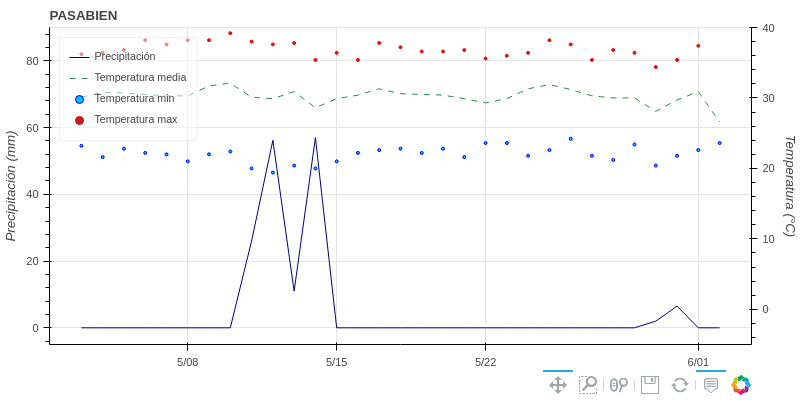 PASABIEN
Precipitación
Temperatura media
Temperatura min
Temperatura max
Precipitación (mm)
80
60
40
20
0
40
30
20
10
0
Temperatura (°C)
5/08
5/15
5/22
6/01